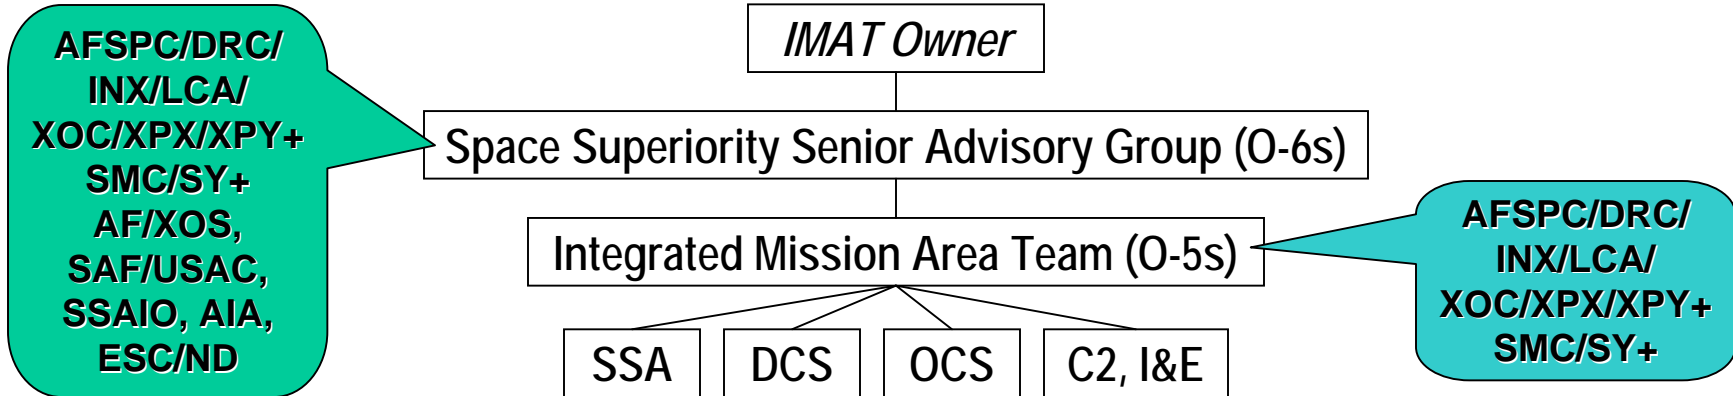 AFSPC/DRC/
INX/LCA/
XOC/XPX/XPY+
SMC/SY+
AF/XOS,
SAF/USAC,
SSAIO, AIA,
ESC/ND
IMAT Owner
Space Superiority Senior Advisory Group (O-6s)
Integrated Mission Area Team (O-5s)
SSA
DCS
OCS
C2, I&E
AFSPC/DRC/
INX/LCA/
XOC/XPX/XPY+
SMC/SY+